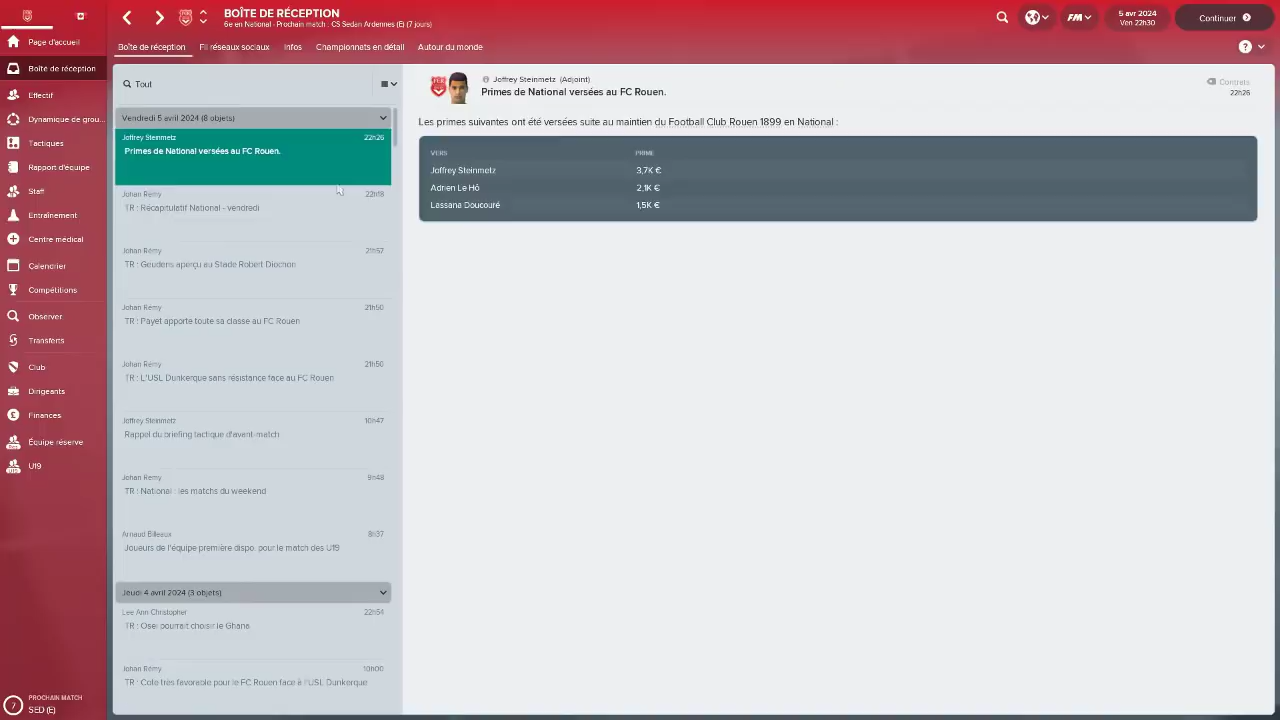 BOÎTE DE RÉCEPTION
6e en National · Prochain match : CS Sedan Ardennes (E) (7 jours)
FM
5 avr 2024
Ven 22h30
Continuer
Boîte de réception
Fil réseaux sociaux
Infos
Championnats en détail
Autour du monde
?
Page d'accueil
Boîte de réception
Effectif
Dynamique de grou...
Tactiques
Rapport d'équipe
Staff
Entraînement
Centre médical
Calendrier
Compétitions
Observer
Transferts
Club
Dirigeants
Finances
Équipe réserve
U19
7
PROCHAIN MATCH
SED (E)
Tout
Vendredi 5 avril 2024 (8 objets)
Joffrey Steinmetz 22h26
Primes de National versées au FC Rouen.
Johan Rémy 22h18
TR : Récapitulatif National - vendredi
Johan Rémy 21h57
TR : Geudens aperçu au Stade Robert Diochon
Johan Rémy 21h50
TR : Payet apporte toute sa classe au FC Rouen
Johan Rémy 21h50
TR : L'USL Dunkerque sans résistance face au FC Rouen
Joffrey Steinmetz 10h47
Rappel du briefing tactique d'avant-match
Johan Rémy 9h48
TR : National : les matchs du weekend
Arnaud Billeaux 8h37
Joueurs de l'équipe première dispo. pour le match des U19
Jeudi 4 avril 2024 (3 objets)
Lee Ann Christopher 22h54
TR : Osei pourrait choisir le Ghana
Johan Rémy 10h00
TR : Cote très favorable pour le FC Rouen face à l'USL Dunkerque
Joffrey Steinmetz (Adjoint)
Primes de National versées au FC Rouen.
Contrats
22h26
Les primes suivantes ont été versées suite au maintien du Football Club Rouen 1899 en National :
VERS PRIME
Joffrey Steinmetz 3,7K €
Adrien Le Hô 2,1K €
Lassana Doucouré 1,5K €